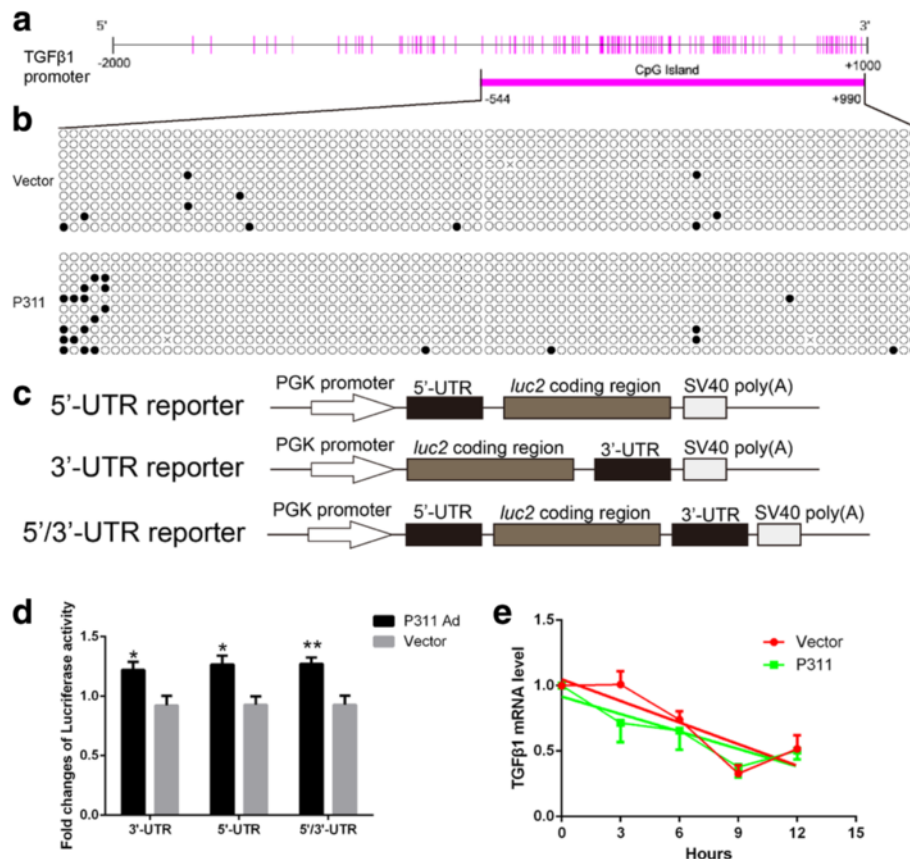 a
5' 3'
TGFβ1
promoter
-2000 +1000
CpG Island
-544 +990
b
Vector
P311
c
PGK promoter 5'-UTR luc2 coding region SV40 poly(A)
5'-UTR reporter
PGK promoter luc2 coding region 3'-UTR SV40 poly(A)
3'-UTR reporter
PGK promoter 5'-UTR luc2 coding region 3'-UTR SV40 poly(A)
5'/3'-UTR reporter
d
Fold changes of Lucriferase activity
1.5
1.0
0.5
0.0
* * **
P311 Ad
Vector
3'-UTR 5'-UTR 5'/3'-UTR
e
TGFβ1 mRNA level
1.5
1.0
0.5
0.0
Vector
P311
0 3 6 9 12 15
Hours